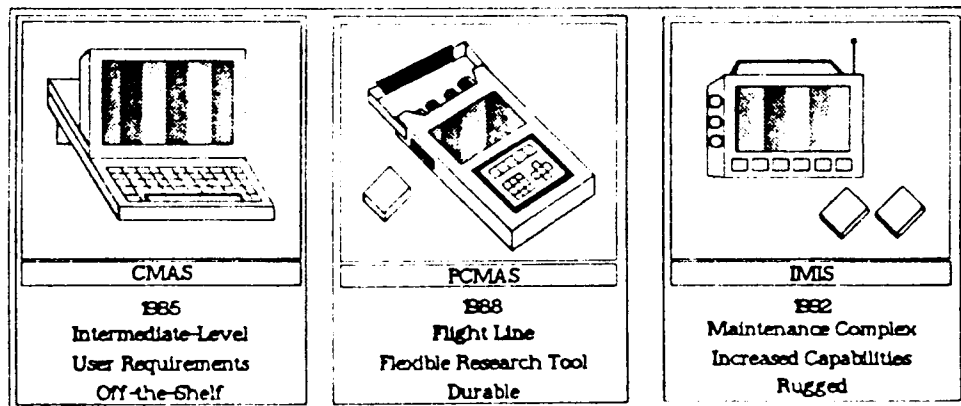 CMAS
1985
Intermediate-Level
User Requirements
Off-the-Shelf
PCMAS
1988
Flight Line
Flexible Research Tool
Durable
IMIS
1992
Maintenance Complex
Increased Capabilities
Rugged